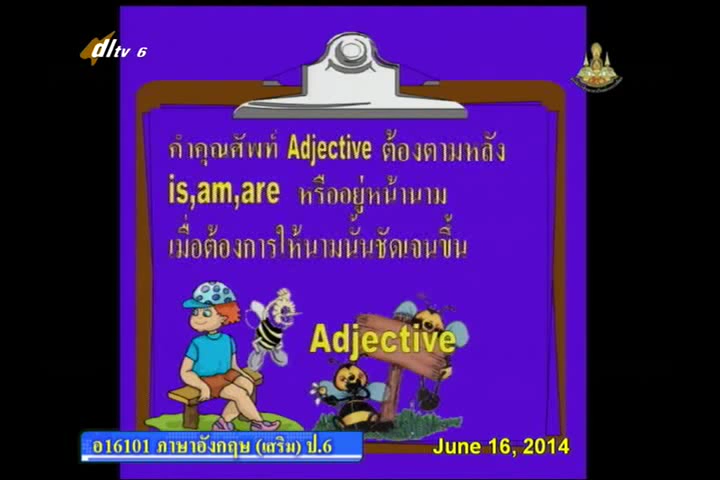 dltv 6
คำคุณศัพท์ Adjective ต้องตามหลัง
is,am,are หรืออยู่หน้านาม
เมื่อต้องการให้นามนั้นชัดเจนขึ้น
Adjective
อ16101 ภาษาอังกฤษ (เสริม) ป.6
June 16, 2014